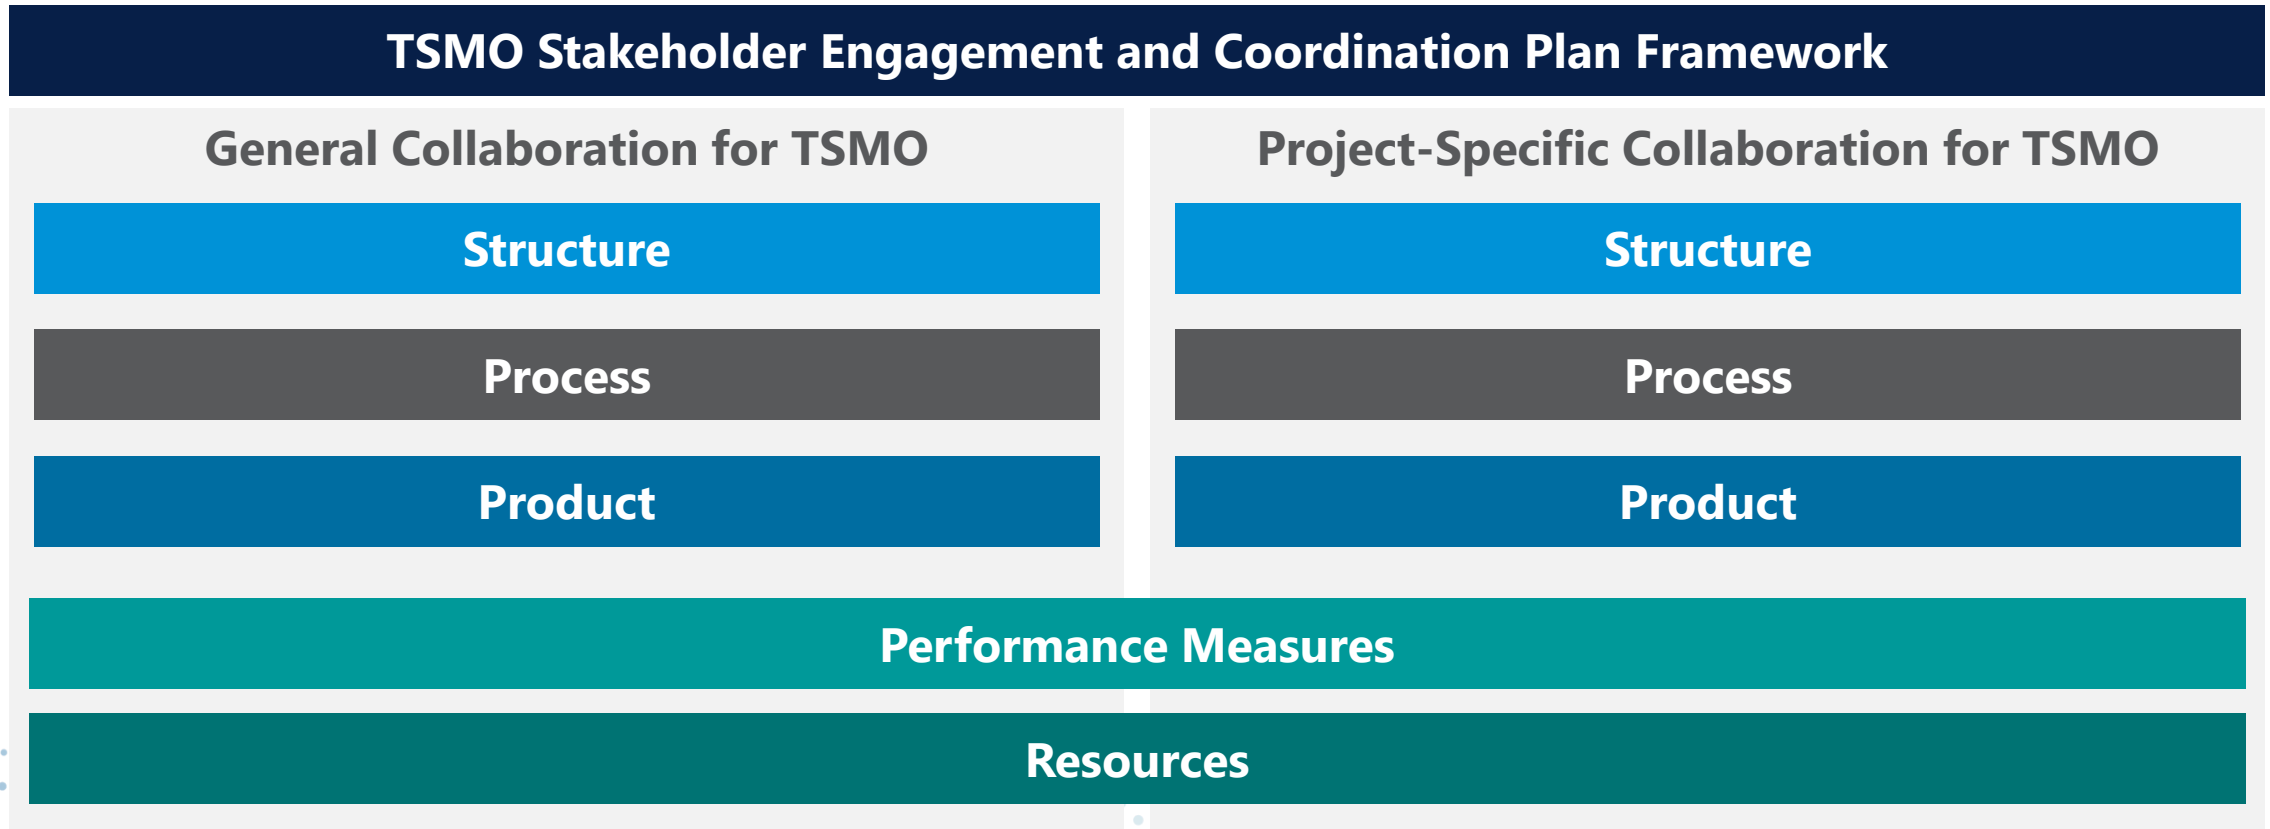 TSMO Stakeholder Engagement and Coordination Plan Framework
General Collaboration for TSMO
Structure
Process
Product
Project-Specific Collaboration for TSMO
Structure
Process
Product
Performance Measures
Resources